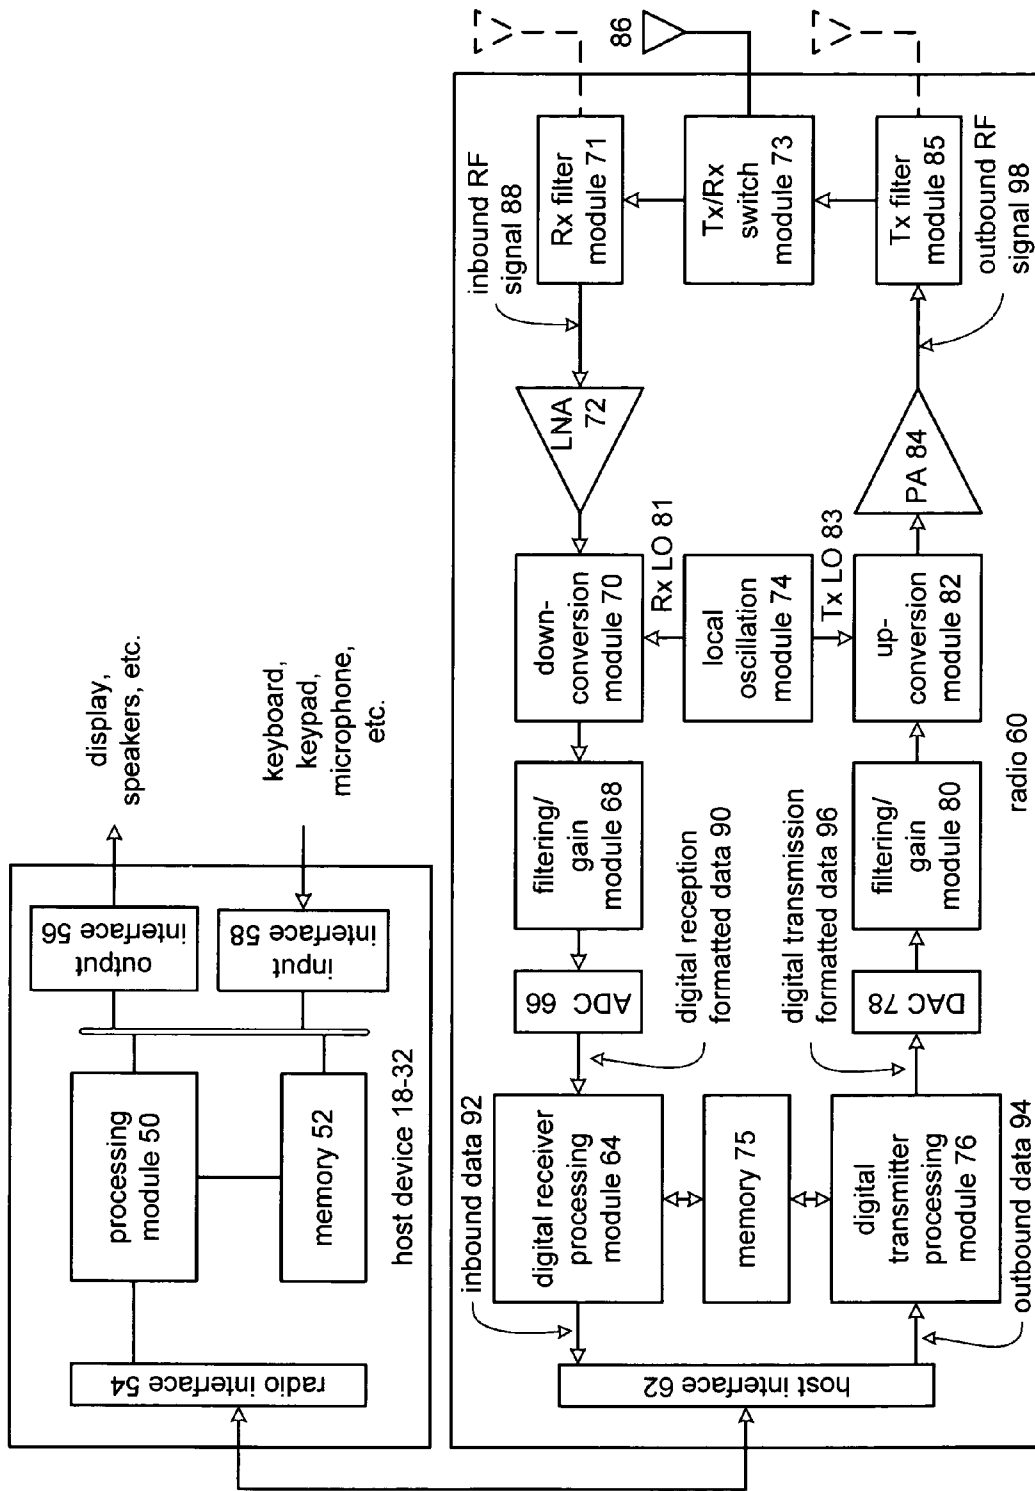 radio interface 54
processing
module 50
memory 52
output
interface 56
input
interface 58
display,
speakers, etc.
keyboard,
keypad,
microphone,
etc.
host device 18-32
host interface 62
inbound data 92
digital receiver
processing
module 64
memory 75
digital
transmitter
processing
module 76
outbound data 94
ADC 66
digital reception
formatted data 90
digital transmission
formatted data 96
DAC 78
filtering/
gain
module 68
filtering/
gain
module 80
down-
conversion
module 70
Rx LO 81
local
oscillation
module 74
Tx LO 83
up-
conversion
module 82
radio 60
LNA
72
PA 84
inbound RF
signal 88
Rx filter
module 71
Tx/Rx
switch
module 73
Tx filter
module 85
outbound RF
signal 98
86